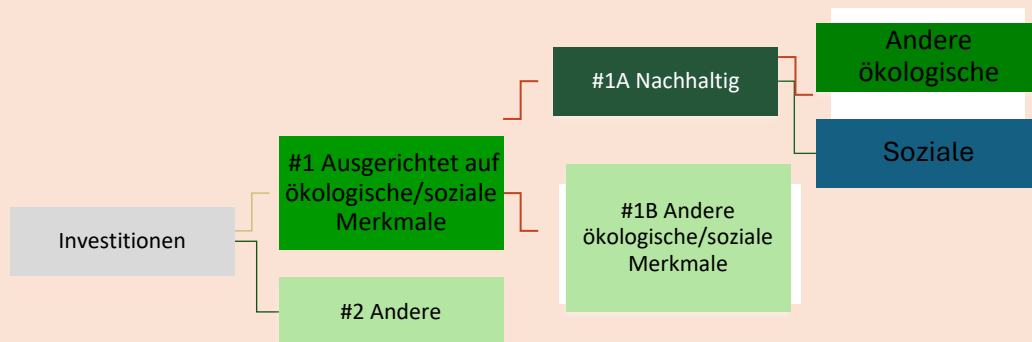 Investitionen
#1 Ausgerichtet auf
ökologische/soziale
Merkmale
#2 Andere
#1A Nachhaltig
#1B Andere
ökologische/soziale
Merkmale
Andere
ökologische
Soziale